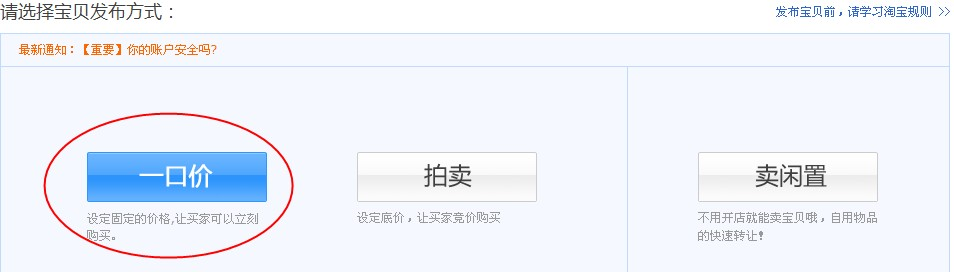 请选择宝贝发布方式：
发布宝贝前，请学习淘宝规则 >>
最新通知：【重要】你的账户安全吗?
一口价
拍卖
卖闲置
设定固定的价格,让买家可以立刻
购买。
设定底价，让买家竞价购买
不用开店就能卖宝贝哦，自用物品
的快速转让！